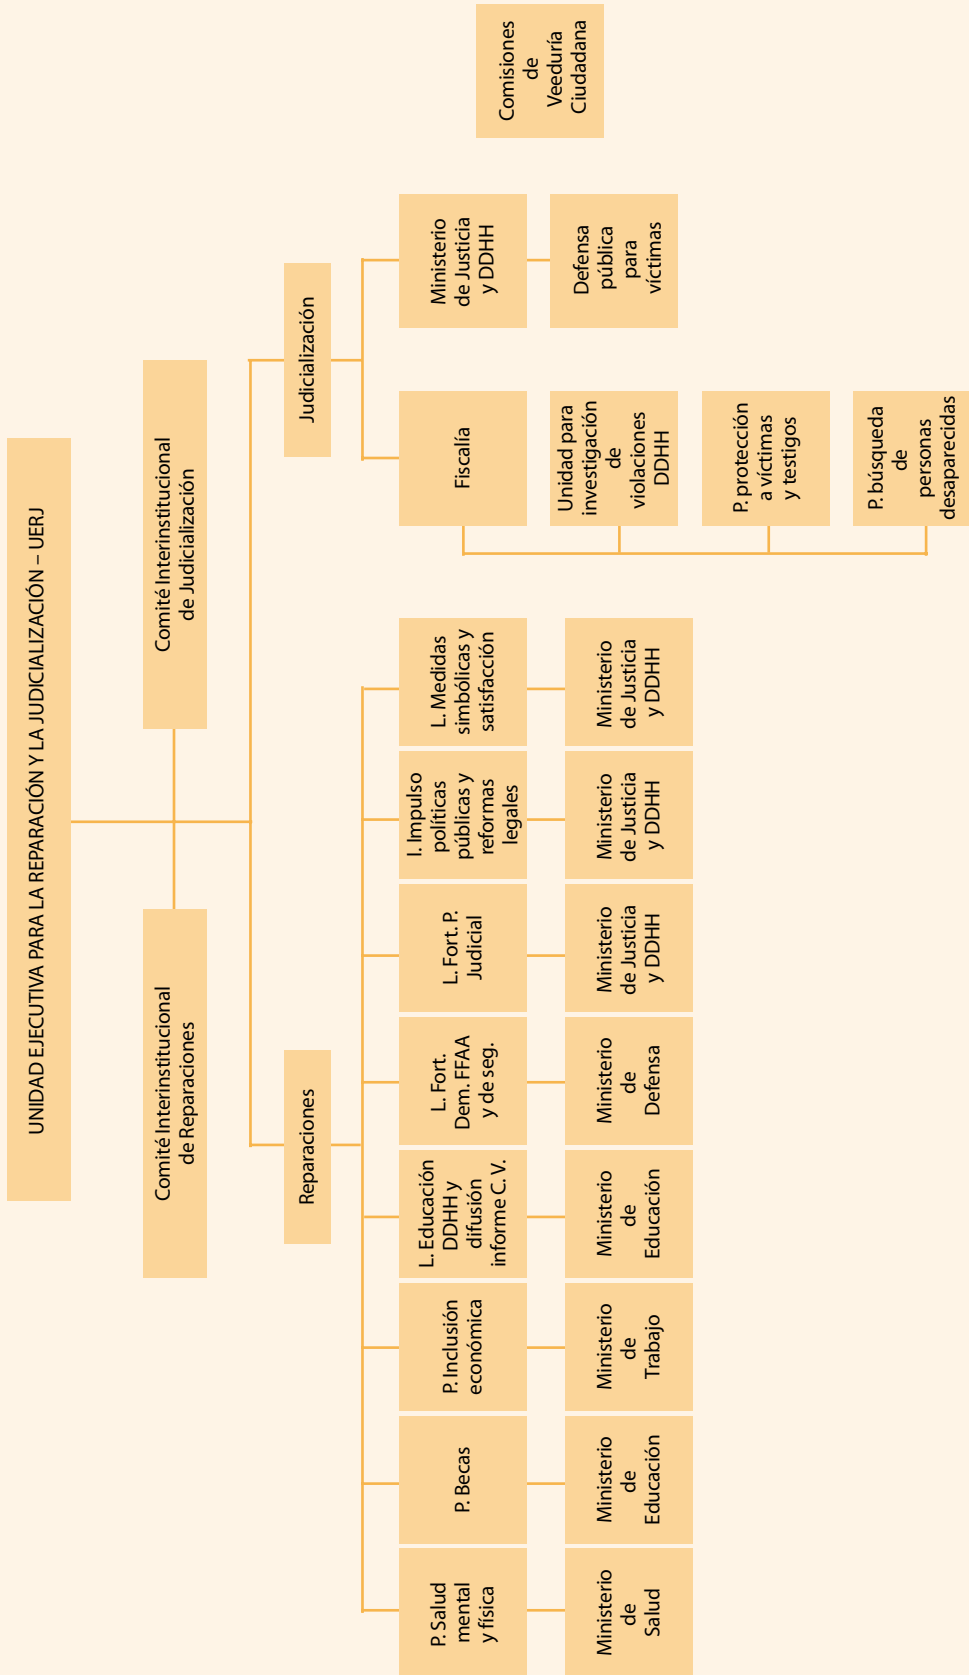 UNIDAD EJECUTIVA PARA LA REPARACIÓN Y LA JUDICIALIZACIÓN – UERJ
Comité Interinstitucional
de Reparaciones
Comité Interinstitucional
de Judicialización
Reparaciones
Judicialización
P. Salud
mental
y física
P. Becas
P. Inclusión
económica
L. Educación
DDHH y
difusión
informe C. V.
L. Fort.
Dem. FFAA
y de seg.
L. Fort. P.
Judicial
I. Impulso
políticas
públicas y
reformas
legales
L. Medidas
simbólicas y
satisfacción
Ministerio
de
Salud
Ministerio
de
Educación
Ministerio
de
Trabajo
Ministerio
de
Educación
Ministerio
de
Defensa
Ministerio
de Justicia
y DDHH
Ministerio
de Justicia
y DDHH
Ministerio
de Justicia
y DDHH
Fiscalía
Unidad para
investigación
de
violaciones
DDHH
P. protección
a víctimas
y testigos
P. búsqueda
de
personas
desaparecidas
Ministerio
de Justicia
y DDHH
Defensa
pública
para
víctimas
Comisiones
de
Veeduría
Ciudadana